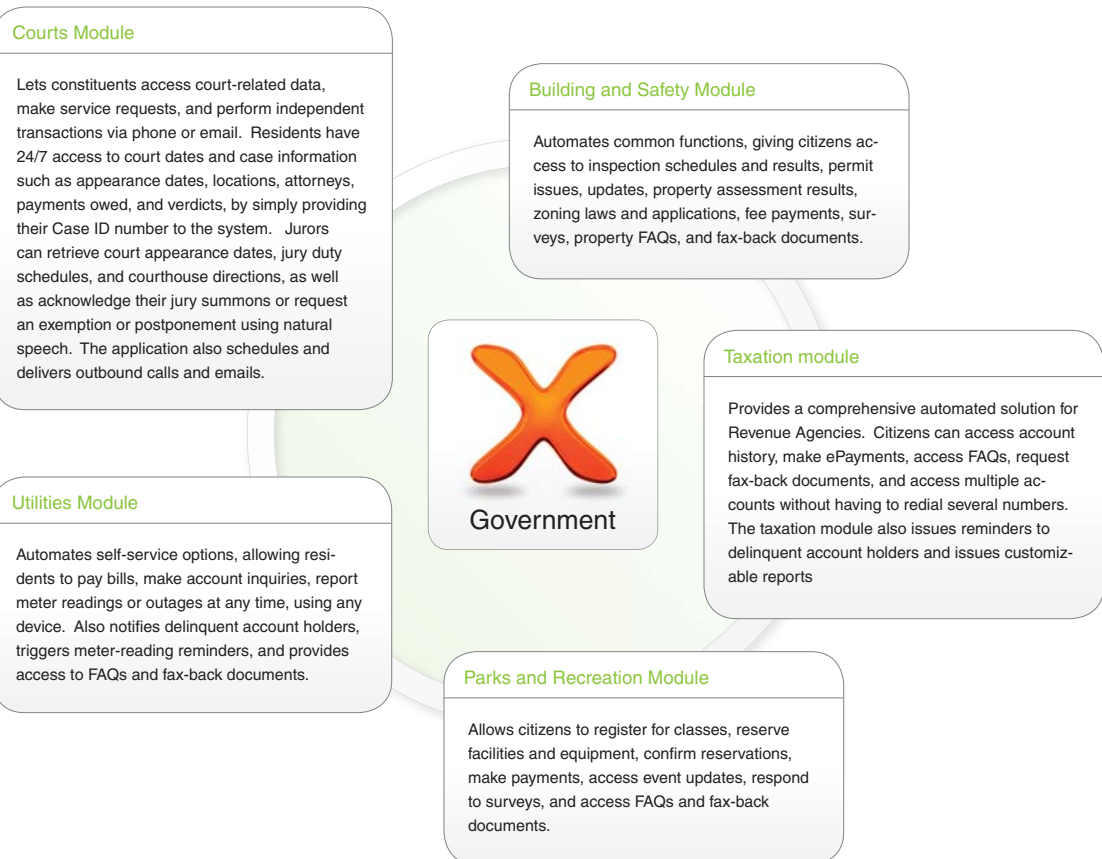 Courts Module
Lets constituents access court-related data,
make service requests, and perform independent
transactions via phone or email.  Residents have
24/7 access to court dates and case information
such as appearance dates, locations, attorneys,
payments owed, and verdicts, by simply providing
their Case ID number to the system.   Jurors
can retrieve court appearance dates, jury duty
schedules, and courthouse directions, as well
as acknowledge their jury summons or request
an exemption or postponement using natural
speech.  The application also schedules and
delivers outbound calls and emails.
Building and Safety Module
Automates common functions, giving citizens ac-
cess to inspection schedules and results, permit
issues, updates, property assessment results,
zoning laws and applications, fee payments, sur-
veys, property FAQs, and fax-back documents.
Government
Taxation module
Provides a comprehensive automated solution for
Revenue Agencies.  Citizens can access account
history, make ePayments, access FAQs, request
fax-back documents, and access multiple ac-
counts without having to redial several numbers.
The taxation module also issues reminders to
delinquent account holders and issues customiz-
able reports
Utilities Module
Automates self-service options, allowing resi-
dents to pay bills, make account inquiries, report
meter readings or outages at any time, using any
device.  Also notifies delinquent account holders,
triggers meter-reading reminders, and provides
access to FAQs and fax-back documents.
Parks and Recreation Module
Allows citizens to register for classes, reserve
facilities and equipment, confirm reservations,
make payments, access event updates, respond
to surveys, and access FAQs and fax-back
documents.